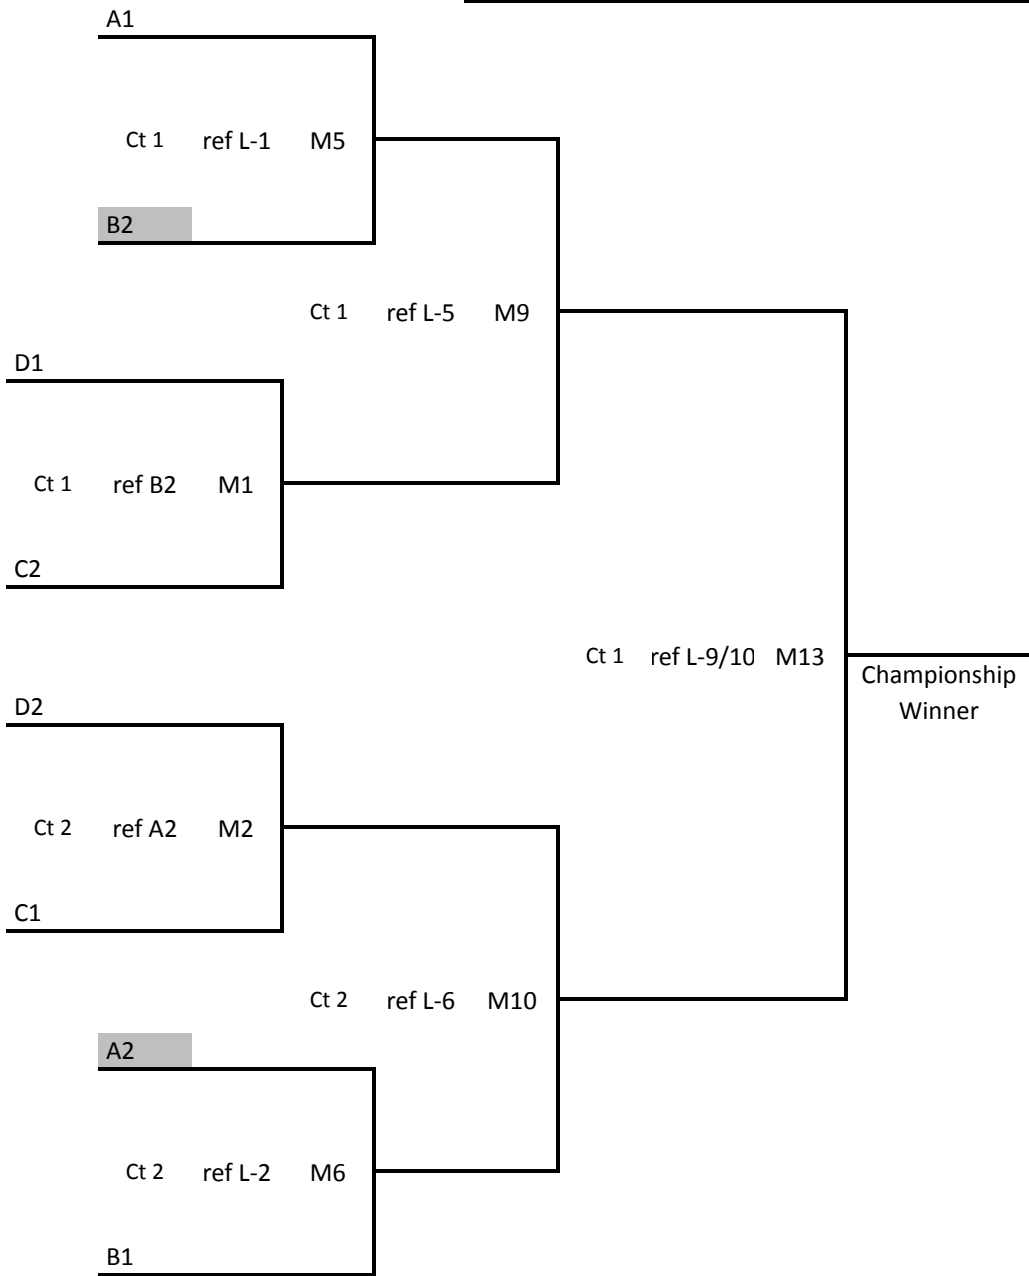 A1
Ct 1 ref L-1 M5
B2
Ct 1 ref L-5 M9
D1
Ct 1 ref B2 M1
C2
Ct 1 ref L-9/10 M13
Championship
Winner
D2
Ct 2 ref A2 M2
C1
Ct 2 ref L-6 M10
A2
Ct 2 ref L-2 M6
B1